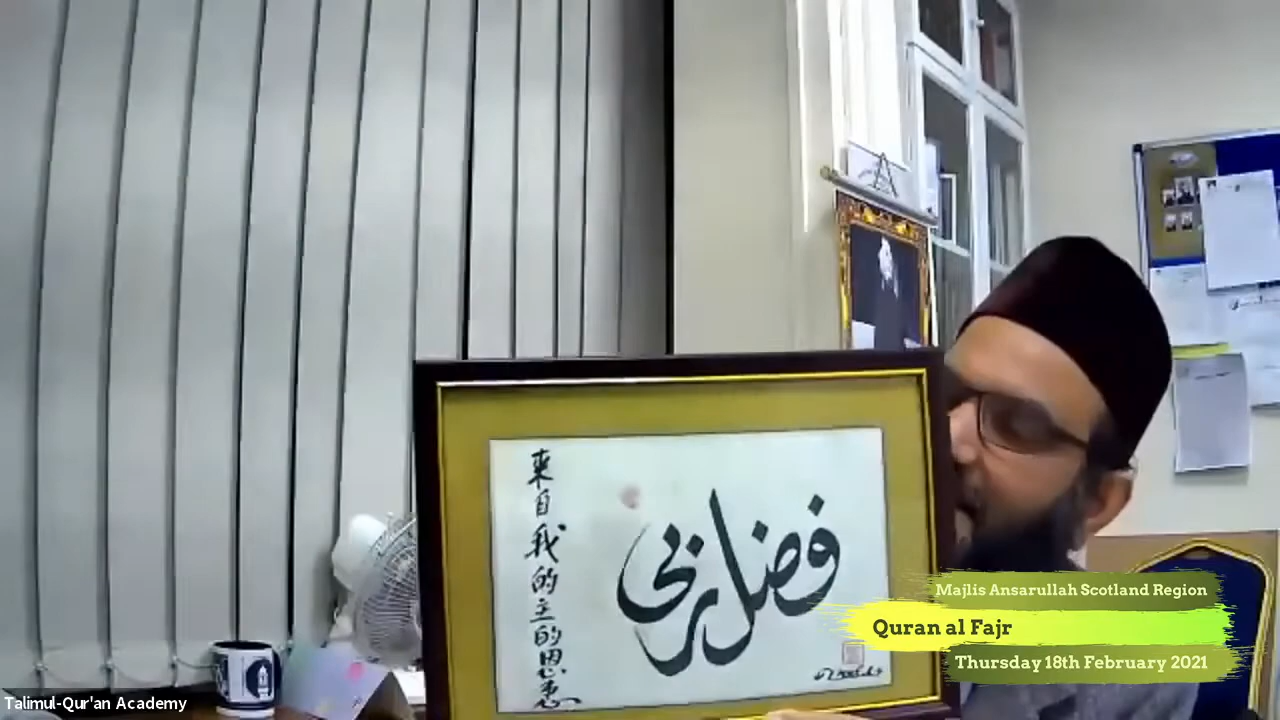 來自我的主的恩惠
فضل ربي
Majlis Ansarullah Scotland Region
Quran al Fajr
Thursday 18th February 2021
Talimul-Qur'an Academy